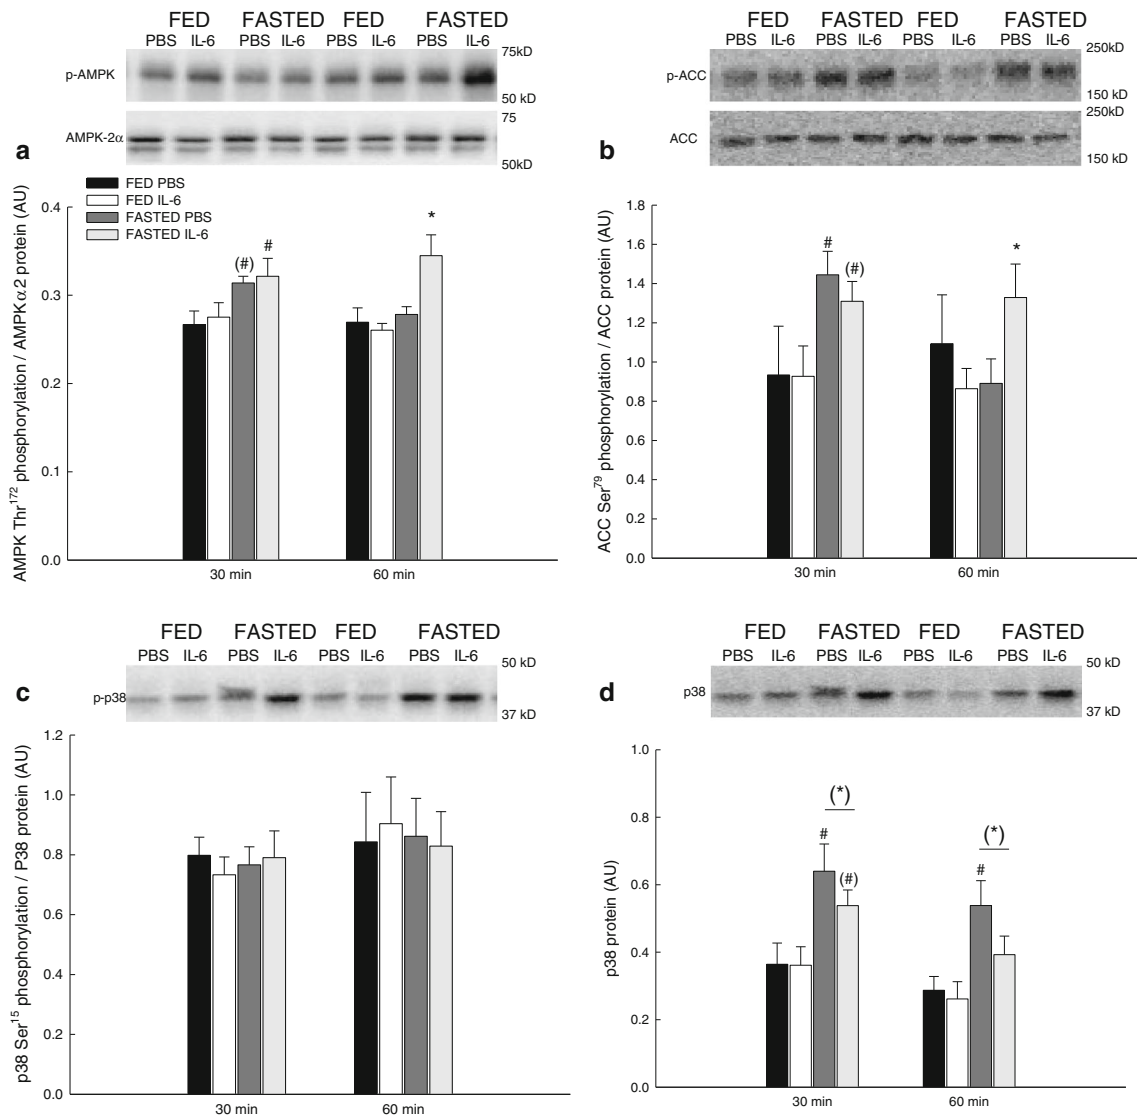 FED FASTED FED FASTED
PBS IL-6 PBS IL-6 PBS IL-6 PBS IL-6
75kD
p-AMPK
50 kD
75
AMPK-2α
50kD
a
FED PBS
FED IL-6
FASTED PBS
FASTED IL-6
AMPK Thr172 phosphorylation / AMPKα2 protein (AU)
0.4
0.3
0.2
0.1
0.0
(#) # *
30 min 60 min
FED FASTED FED FASTED
PBS IL-6 PBS IL-6 PBS IL-6 PBS IL-6
250kD
p-ACC
150 kD
250kD
ACC
150 kD
b
ACC Ser79 phosphorylation / ACC protein (AU)
1.8
1.6
1.4
1.2
1.0
0.8
0.6
0.4
0.2
0.0
# (#) *
30 min 60 min
FED FASTED FED FASTED
PBS IL-6 PBS IL-6 PBS IL-6 PBS IL-6
50 kD
c
p-p38
37 kD
p38 Ser15 phosphorylation / P38 protein (AU)
1.2
1.0
0.8
0.6
0.4
0.2
0.0
30 min 60 min
FED FASTED FED FASTED
PBS IL-6 PBS IL-6 PBS IL-6 PBS IL-6
50 kD
d
p38
37 kD
p38 protein (AU)
1.0
0.8
0.6
0.4
0.2
0.0
(*) (*)
# (#) #
30 min 60 min